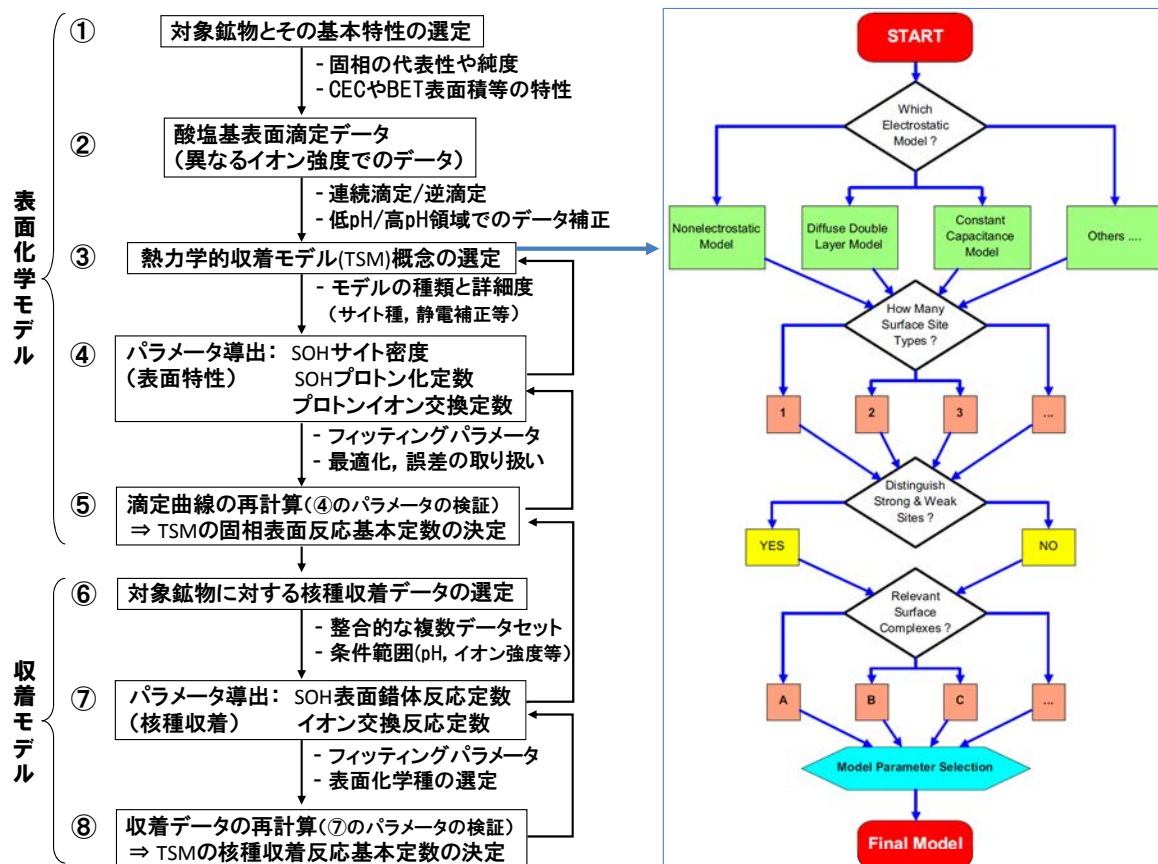 表面化学モデル
①
対象鉱物とその基本特性の選定
- 固相の代表性や純度
- CECやBET表面積等の特性
②
酸塩基表面滴定データ
(異なるイオン強度でのデータ)
- 連続滴定/逆滴定
- 低pH/高pH領域でのデータ補正
③
熱力学的収着モデル(TSM)概念の選定
- モデルの種類と詳細度
(サイト種, 静電補正等)
④
パラメータ導出: SOHサイト密度
(表面特性) SOHプロトン化定数
プロトンイオン交換定数
- フィッティングパラメータ
- 最適化, 誤差の取り扱い
⑤
滴定曲線の再計算(④のパラメータの検証)
⇒ TSMの固相表面反応基本定数の決定
収着モデル
⑥
対象鉱物に対する核種収着データの選定
- 整合的な複数データセット
- 条件範囲(pH, イオン強度等)
⑦
パラメータ導出: SOH表面錯体反応定数
(核種収着) イオン交換反応定数
- フィッティングパラメータ
- 表面化学種の選定
⑧
収着データの再計算(⑦のパラメータの検証)
⇒ TSMの核種収着反応基本定数の決定
START
Which
Electrostatic
Model ?
Nonelectrostatic
Model
Diffuse Double
Layer Model
Constant
Capacitance
Model
Others ....
How Many
Surface Site
Types ?
1
2
3
...
Distinguish
Strong & Weak
Sites ?
YES
NO
Relevant
Surface
Complexes ?
A
B
C
...
Model Parameter Selection
Final Model